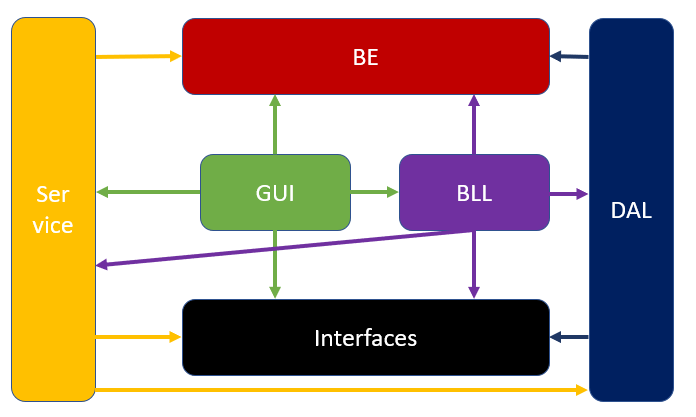 BE
Ser
vice
GUI
BLL
DAL
Interfaces